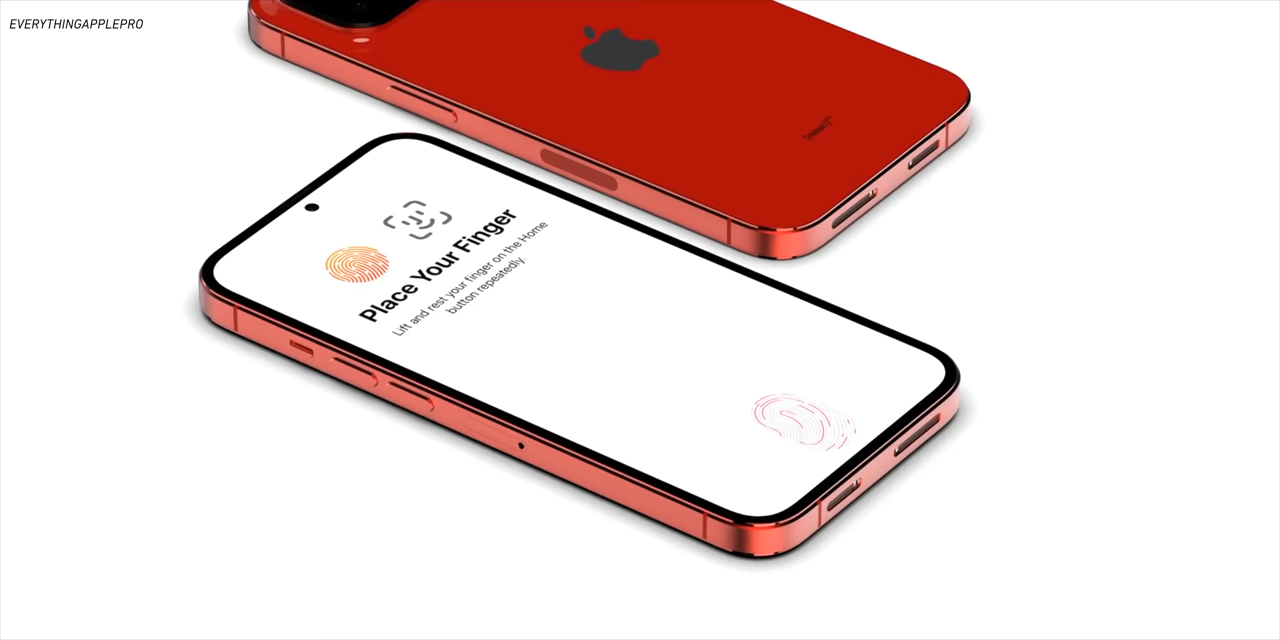 EVERYTHINGAPPLEPRO
Place Your Finger
Lift and rest your finger on the Home
button repeatedly.